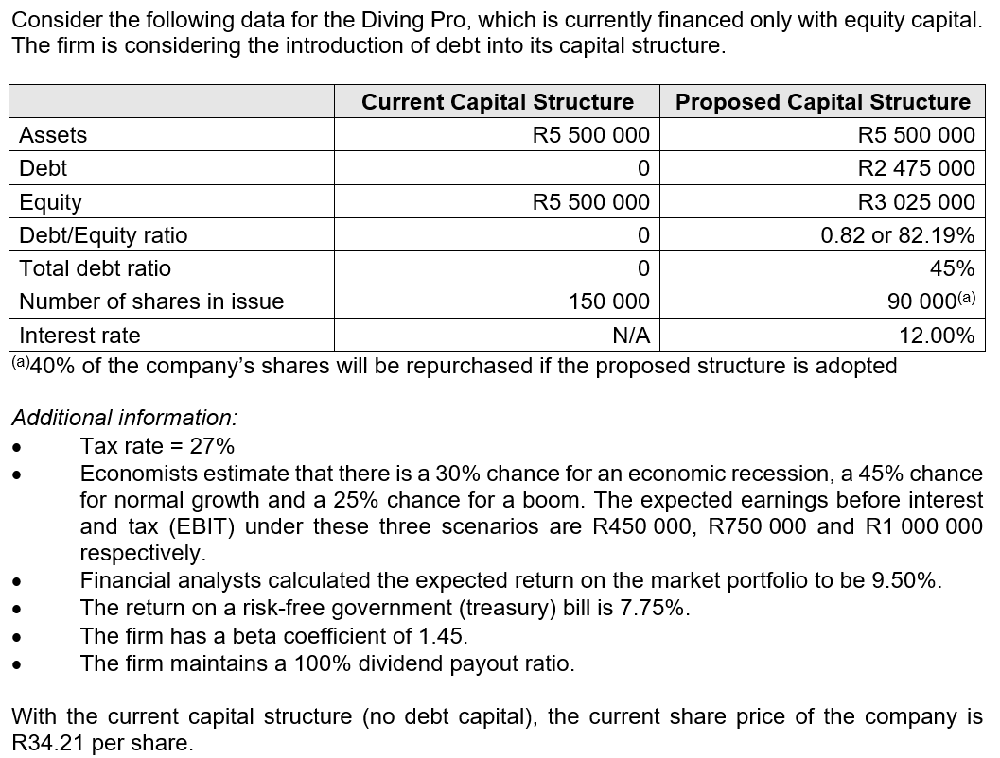 Consider the following data for the Diving Pro, which is currently financed only with equity capital.
The firm is considering the introduction of debt into its capital structure.
Current Capital Structure Proposed Capital Structure
Assets R5 500 000 R5 500 000
Debt 0 R2 475 000
Equity R5 500 000 R3 025 000
Debt/Equity ratio 0 0.82 or 82.19%
Total debt ratio 0 45%
Number of shares in issue 150 000 90 000(a)
Interest rate N/A 12.00%
(a)40% of the company's shares will be repurchased if the proposed structure is adopted
Additional information:
• Tax rate = 27%
• Economists estimate that there is a 30% chance for an economic recession, a 45% chance
for normal growth and a 25% chance for a boom. The expected earnings before interest
and tax (EBIT) under these three scenarios are R450 000, R750 000 and R1 000 000
respectively.
• Financial analysts calculated the expected return on the market portfolio to be 9.50%.
• The return on a risk-free government (treasury) bill is 7.75%.
• The firm has a beta coefficient of 1.45.
• The firm maintains a 100% dividend payout ratio.
With the current capital structure (no debt capital), the current share price of the company is
R34.21 per share.